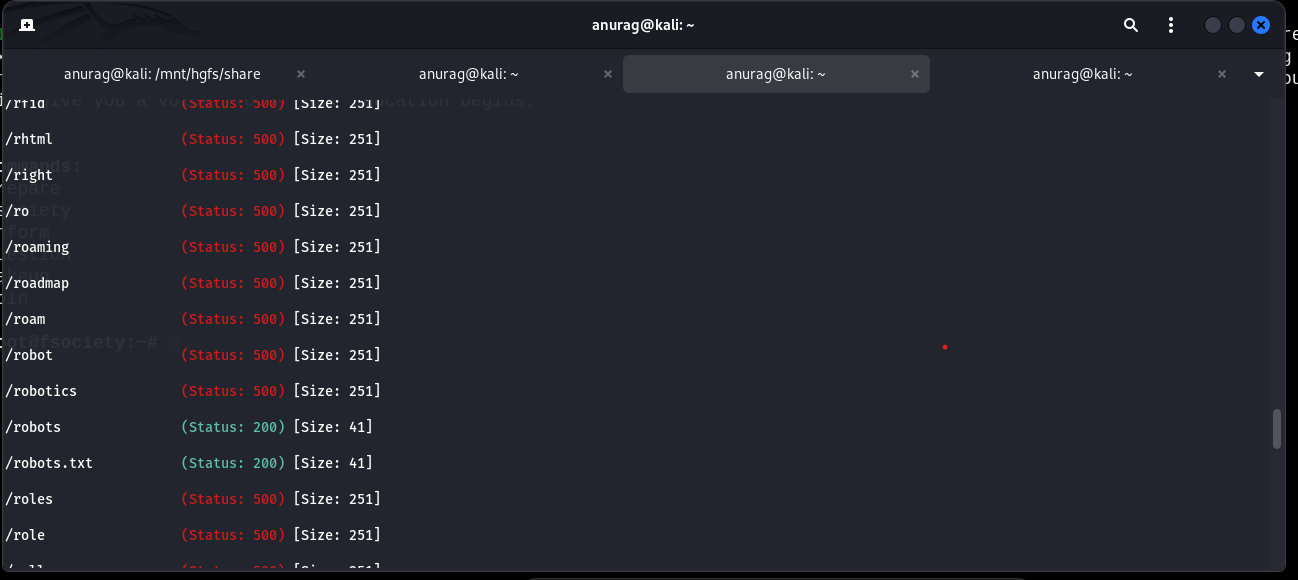 anurag@kali: ~
anurag@kali: /mnt/hgfs/share × anurag@kali: ~ × anurag@kali: ~ × anurag@kali: ~ ×
/rfid (Status: 500) [Size: 251]
/rhtml (Status: 500) [Size: 251]
/right (Status: 500) [Size: 251]
/ro (Status: 500) [Size: 251]
/roaming (Status: 500) [Size: 251]
/roadmap (Status: 500) [Size: 251]
/roam (Status: 500) [Size: 251]
/robot (Status: 500) [Size: 251]
/robotics (Status: 500) [Size: 251]
/robots (Status: 200) [Size: 41]
/robots.txt (Status: 200) [Size: 41]
/roles (Status: 500) [Size: 251]
/role (Status: 500) [Size: 251]